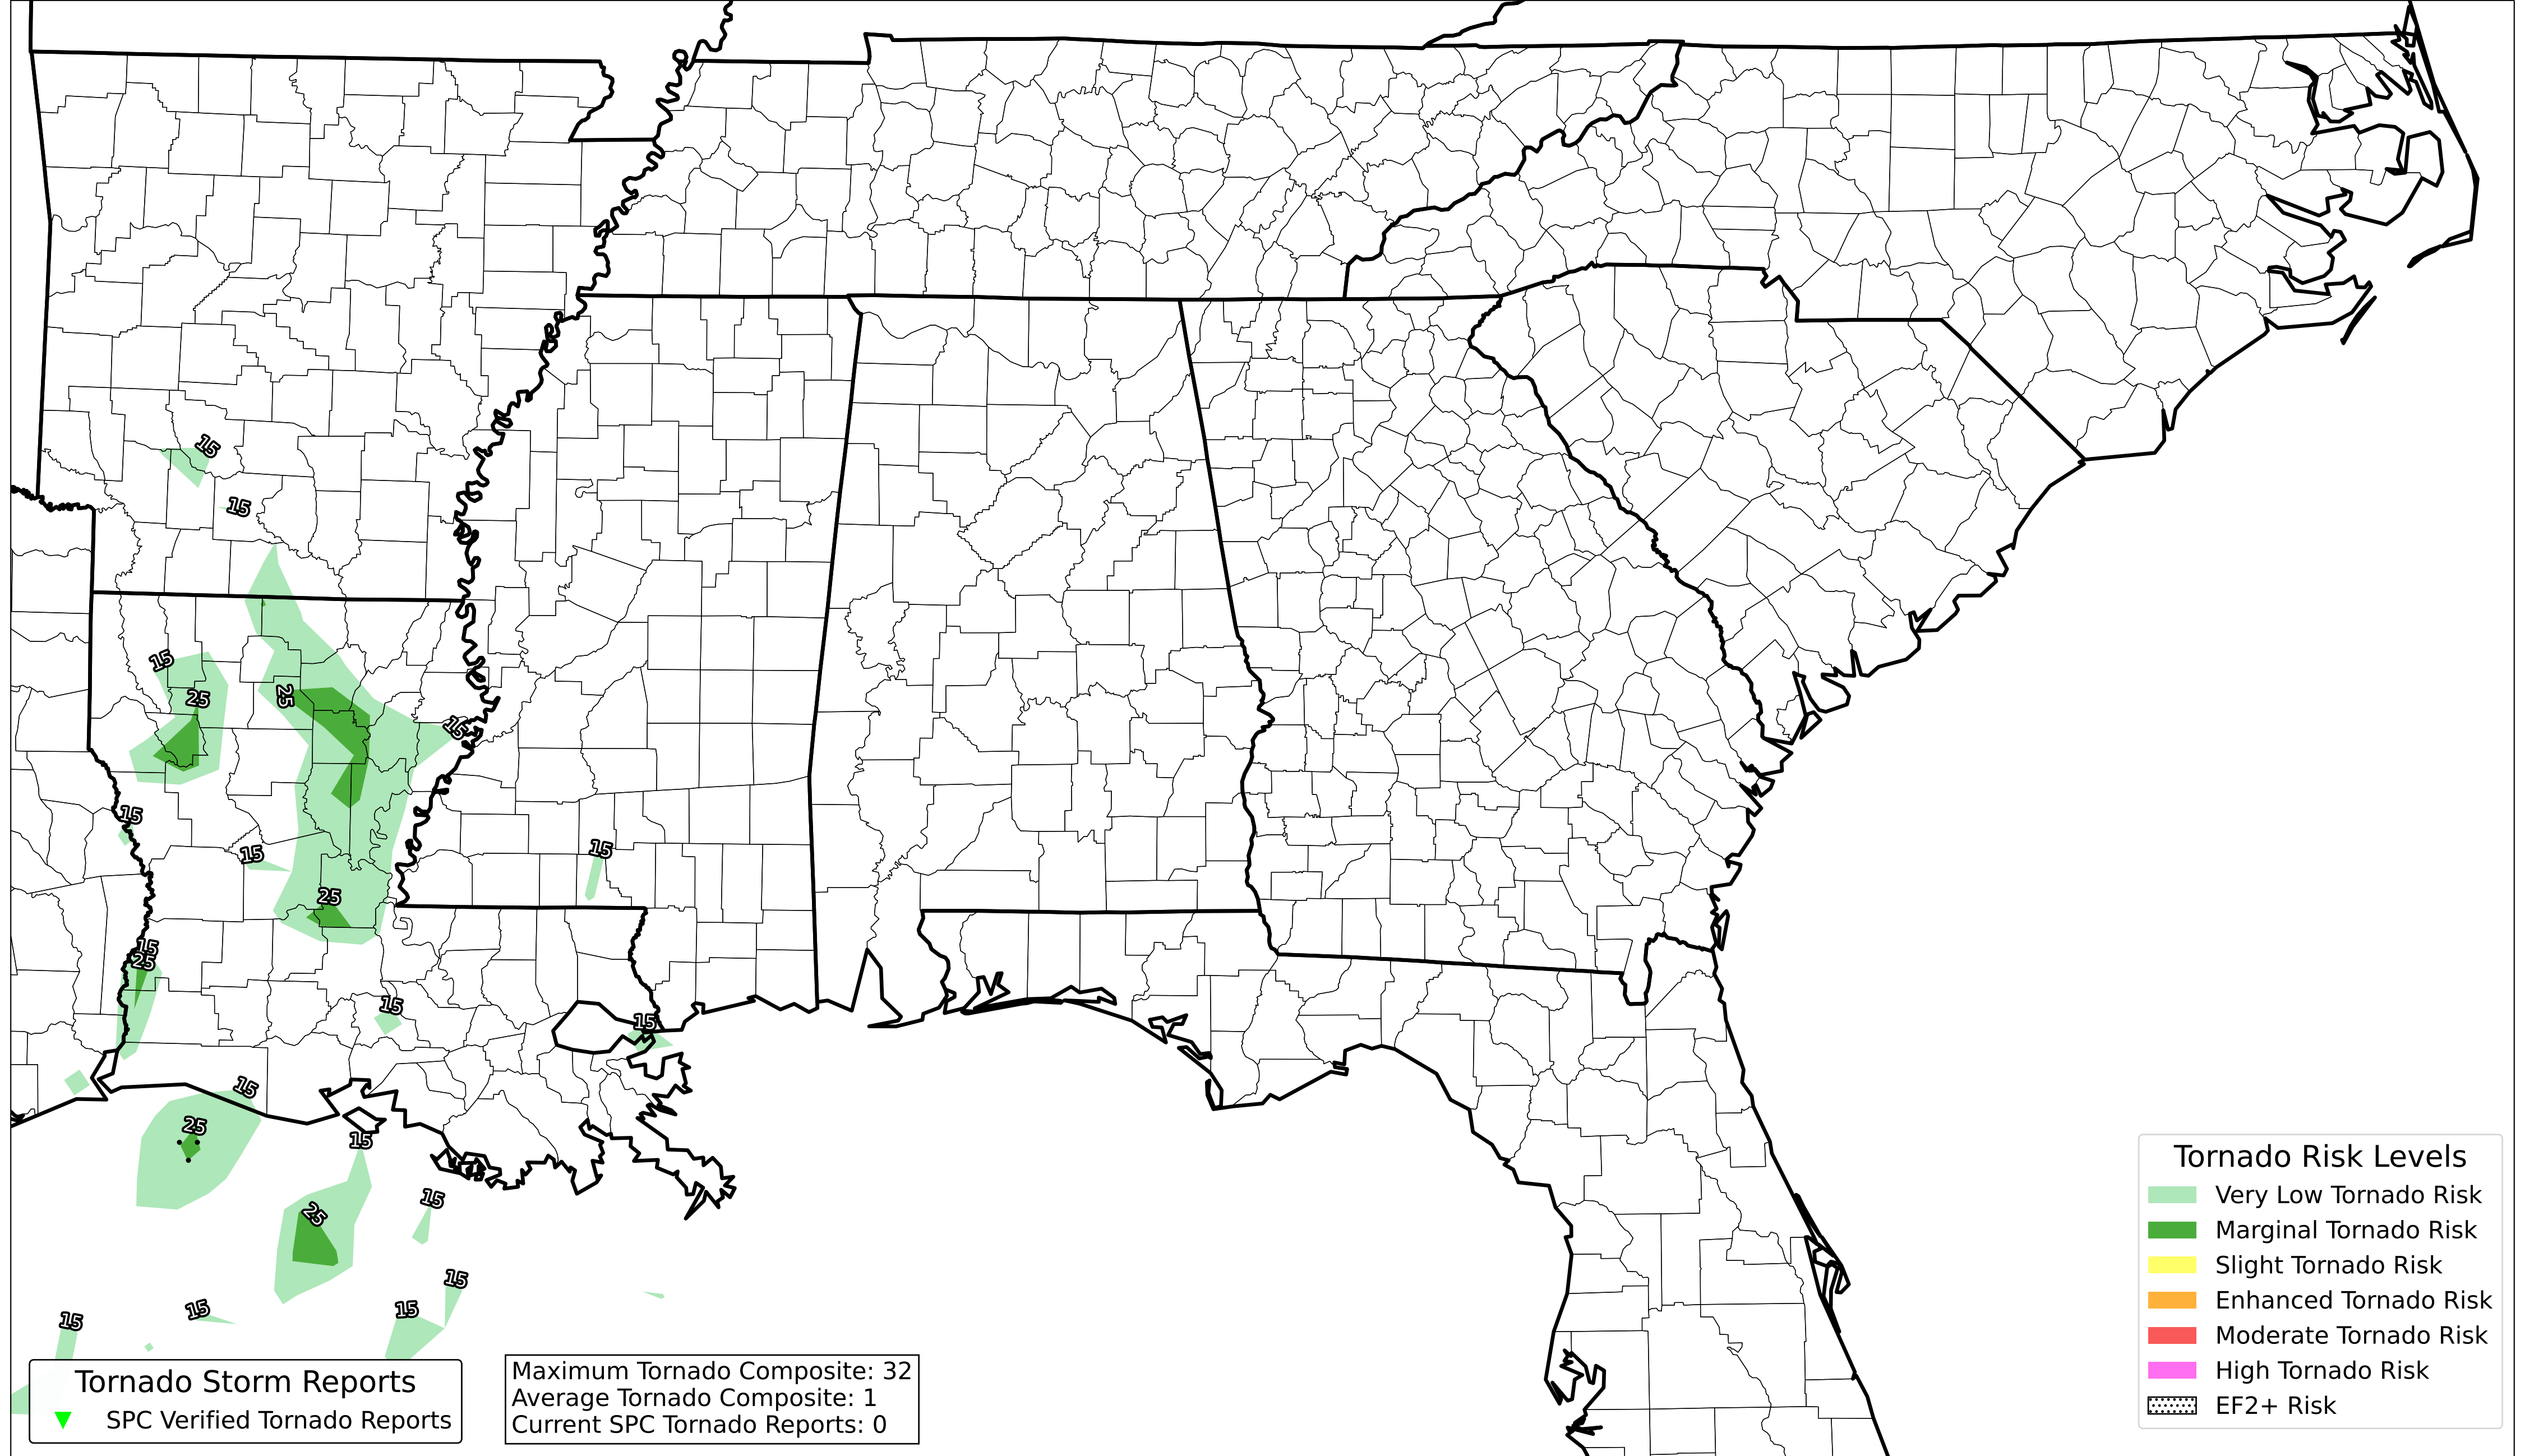 15
15
15
25
25
15
15
15
15
25
15
25
15
15
15
25
15
25
15
15
15
15
15
Tornado Risk Levels
Very Low Tornado Risk
Marginal Tornado Risk
Slight Tornado Risk
Enhanced Tornado Risk
Moderate Tornado Risk
High Tornado Risk
EF2+ Risk
Tornado Storm Reports
SPC Verified Tornado Reports
Maximum Tornado Composite: 32
Average Tornado Composite: 1
Current SPC Tornado Reports: 0